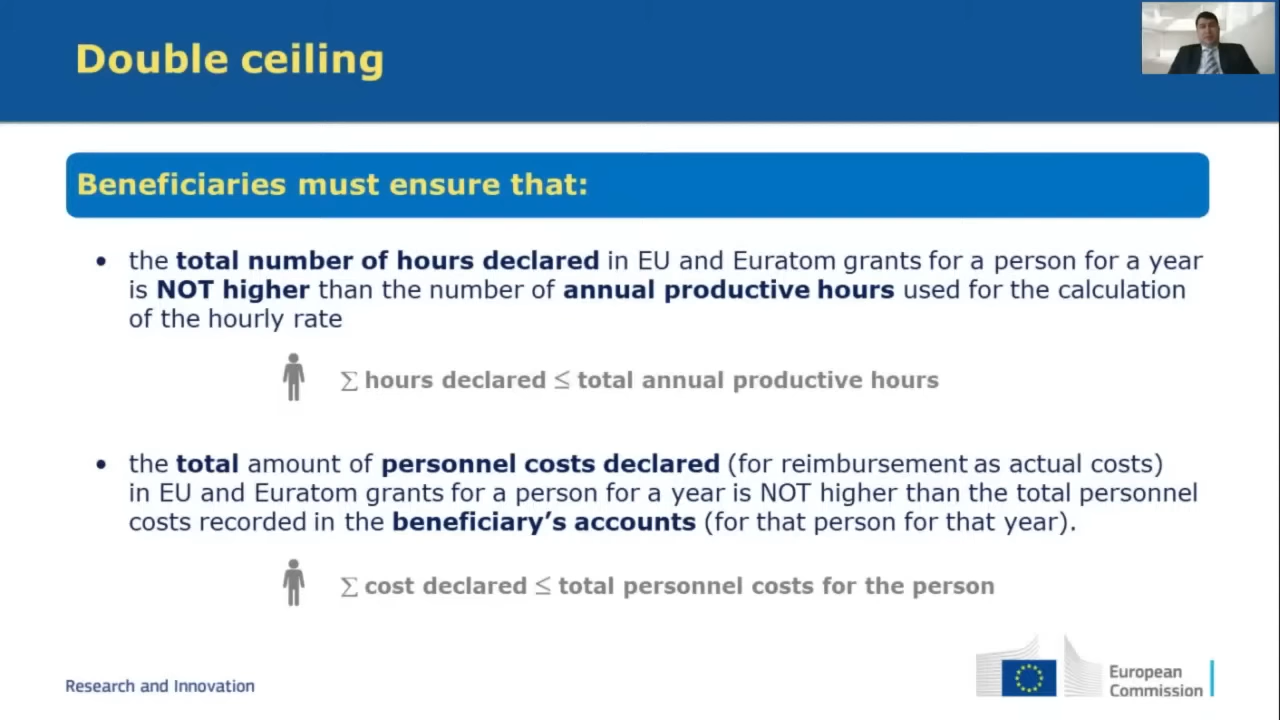 Double ceiling
Beneficiaries must ensure that:
• the total number of hours declared in EU and Euratom grants for a person for a year
is NOT higher than the number of annual productive hours used for the calculation
of the hourly rate
∑ hours declared ≤ total annual productive hours
• the total amount of personnel costs declared (for reimbursement as actual costs)
in EU and Euratom grants for a person for a year is NOT higher than the total personnel
costs recorded in the beneficiary’s accounts (for that person for that year).
∑ cost declared ≤ total personnel costs for the person
Research and Innovation
European
Commission